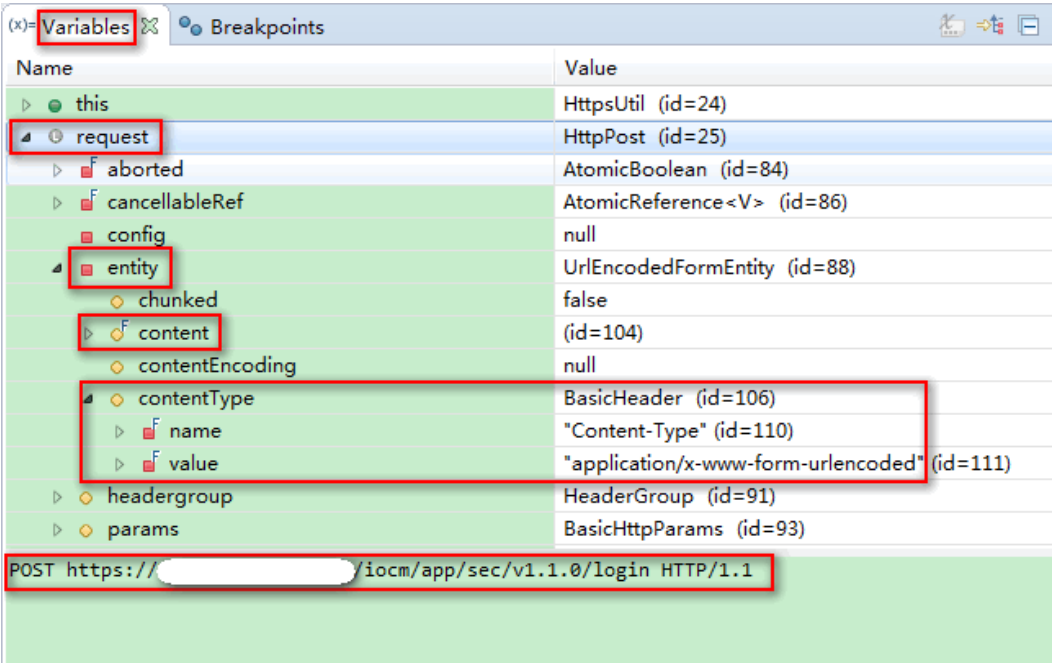 (x)= Variables Breakpoints
Name Value
this HttpsUtil (id=24)
request HttpPost (id=25)
F aborted AtomicBoolean (id=84)
F cancellableRef AtomicReference<V> (id=86)
config null
entity UrlEncodedFormEntity (id=88)
chunked false
F content (id=104)
contentEncoding null
contentType BasicHeader (id=106)
F name "Content-Type" (id=110)
F value "application/x-www-form-urlencoded" (id=111)
headergroup HeaderGroup (id=91)
params BasicHttpParams (id=93)
POST https:// /iocm/app/sec/v1.1.0/login HTTP/1.1